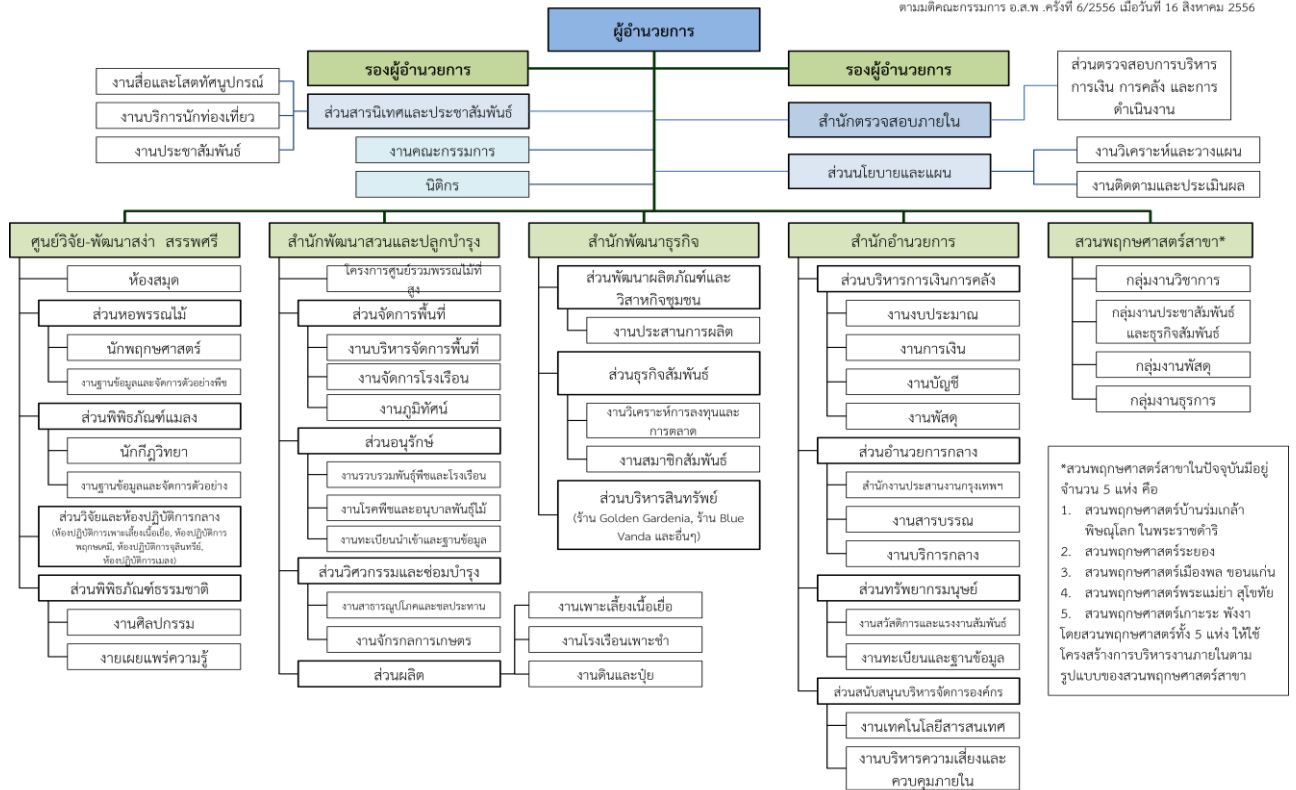 ตามมติคณะกรรมการ อ.ส.พ .ครั้งที่ 6/2556 เมื่อวันที่ 16 สิงหาคม 2556
ผู้อำนวยการ
รองผู้อำนวยการ
รองผู้อำนวยการ
งานสื่อและโสตทัศนูปกรณ์
งานบริการนักท่องเที่ยว
งานประชาสัมพันธ์
ส่วนสารนิเทศและประชาสัมพันธ์
งานคณะกรรมการ
นิติกร
สำนักตรวจสอบภายใน
ส่วนตรวจสอบการบริหาร
การเงิน การคลัง และการ
ดำเนินงาน
ส่วนนโยบายและแผน
งานวิเคราะห์และวางแผน
งานติดตามและประเมินผล
ศูนย์วิจัย-พัฒนาสง่า สรรพศรี
ห้องสมุด
ส่วนหอพรรณไม้
นักพฤกษศาสตร์
งานฐานข้อมูลและจัดการตัวอย่างพืช
ส่วนพิพิธภัณฑ์แมลง
นักกีฏวิทยา
งานฐานข้อมูลและจัดการตัวอย่าง
ส่วนวิจัยและห้องปฏิบัติการกลาง
(ห้องปฏิบัติการเพาะเลี้ยงเนื้อเยื่อ, ห้องปฏิบัติการ
พฤกษเคมี, ห้องปฏิบัติการจุลินทรีย์,
ห้องปฏิบัติการเมลง)
ส่วนพิพิธภัณฑ์ธรรมชาติ
งานศิลปกรรม
งายเผยแพร่ความรู้
สำนักพัฒนาสวนและปลูกบำรุง
โครงการศูนย์รวมพรรณไม้ที่
สูง
ส่วนจัดการพื้นที่
งานบริหารจัดการพื้นที่
งานจัดการโรงเรือน
งานภูมิทัศน์
ส่วนอนุรักษ์
งานรวบรวมพันธุ์พืชและโรงเรือน
งานโรคพืชและอนุบาลพันธุ์ไม้
งานทะเบียนนำเข้าและฐานข้อมูล
ส่วนวิศวกรรมและซ่อมบำรุง
งานสาธารณูปโภคและชลประทาน
งานจักรกลการเกษตร
ส่วนผลิต
งานเพาะเลี้ยงเนื้อเยื่อ
งานโรงเรือนเพาะชำ
งานดินและปุ๋ย
สำนักพัฒนาธุรกิจ
ส่วนพัฒนาผลิตภัณฑ์และ
วิสาหกิจชุมชน
งานประสานการผลิต
ส่วนธุรกิจสัมพันธ์
งานวิเคราะห์การลงทุนและ
การตลาด
งานสมาชิกสัมพันธ์
ส่วนบริหารสินทรัพย์
(ร้าน Golden Gardenia, ร้าน Blue
Vanda และอื่นๆ)
สำนักอำนวยการ
ส่วนบริหารการเงินการคลัง
งานงบประมาณ
งานการเงิน
งานบัญชี
งานพัสดุ
ส่วนอำนวยการกลาง
สำนักงานประสานงานกรุงเทพฯ
งานสารบรรณ
งานบริการกลาง
ส่วนทรัพยากรมนุษย์
งานสวัสดิการและแรงงานสัมพันธ์
งานทะเบียนและฐานข้อมูล
ส่วนสนับสนุนบริหารจัดการองค์กร
งานเทคโนโลยีสารสนเทศ
งานบริหารความเสี่ยงและ
ควบคุมภายใน
สวนพฤกษศาสตร์สาขา*
กลุ่มงานวิชาการ
กลุ่มงานประชาสัมพันธ์
และธุรกิจสัมพันธ์
กลุ่มงานพัสดุ
กลุ่มงานธุรการ
*สวนพฤกษศาสตร์สาขาในปัจจุบันมีอยู่
จำนวน 5 แห่ง คือ
1. สวนพฤกษศาสตร์บ้านร่มเกล้า
พิษณุโลก ในพระราชดำริ
2. สวนพฤกษศาสตร์ระยอง
3. สวนพฤกษศาสตร์เมืองพล ขอนแก่น
4. สวนพฤกษศาสตร์พระแม่ย่า สุโขทัย
5. สวนพฤกษศาสตร์เกาะระ พังงา
โดยสวนพฤกษศาสตร์ทั้ง 5 แห่ง ให้ใช้
โครงสร้างการบริหารงานภายในตาม
รูปแบบของสวนพฤกษศาสตร์สาขา